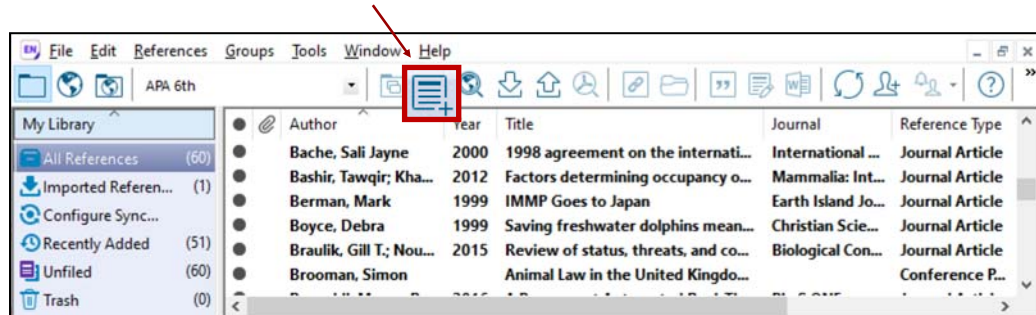 EN File Edit References Groups Tools Window Help
APA 6th
My Library Author Year Title Journal Reference Type
All References (60) Bache, Sali Jayne 2000 1998 agreement on the internati... International ... Journal Article
Imported Referen... (1) Bashir, Tawqir; Kha... 2012 Factors determining occupancy o... Mammalia: Int... Journal Article
Configure Sync... Berman, Mark 1999 IMMP Goes to Japan Earth Island Jo... Journal Article
Recently Added (51) Boyce, Debra 1999 Saving freshwater dolphins mean... Christian Scie... Journal Article
Unfiled (60) Braulik, Gill T.; Nou... 2015 Review of status, threats, and co... Biological Con... Journal Article
Trash (0) Brooman, Simon Animal Law in the United Kingdo... Conference P...